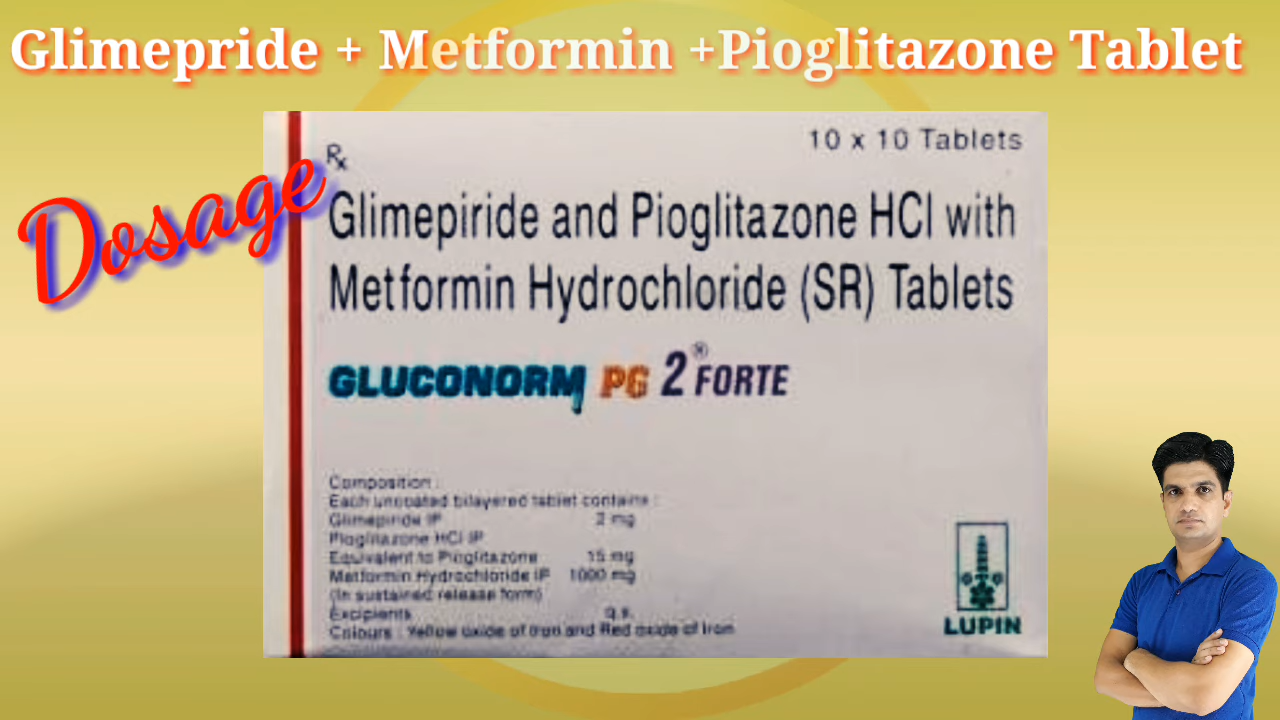 Glimepride + Metformin +Pioglitazone Tablet
Dosage
Rx
10 x 10 Tablets
Glimepiride and Pioglitazone HCl with
Metformin Hydrochloride (SR) Tablets
GLUCONORM PG 2® FORTE
Composition :
Each uncoated bilayered tablet contains :
Glimepiride IP 2 mg
Pioglitazone HCl IP
Equivalent to Pioglitazone 15 mg
Metformin Hydrochloride IP 1000 mg
(In sustained release form)
Excipients q.s.
Colours : Yellow oxide of Iron and Red oxide of Iron
LUPIN